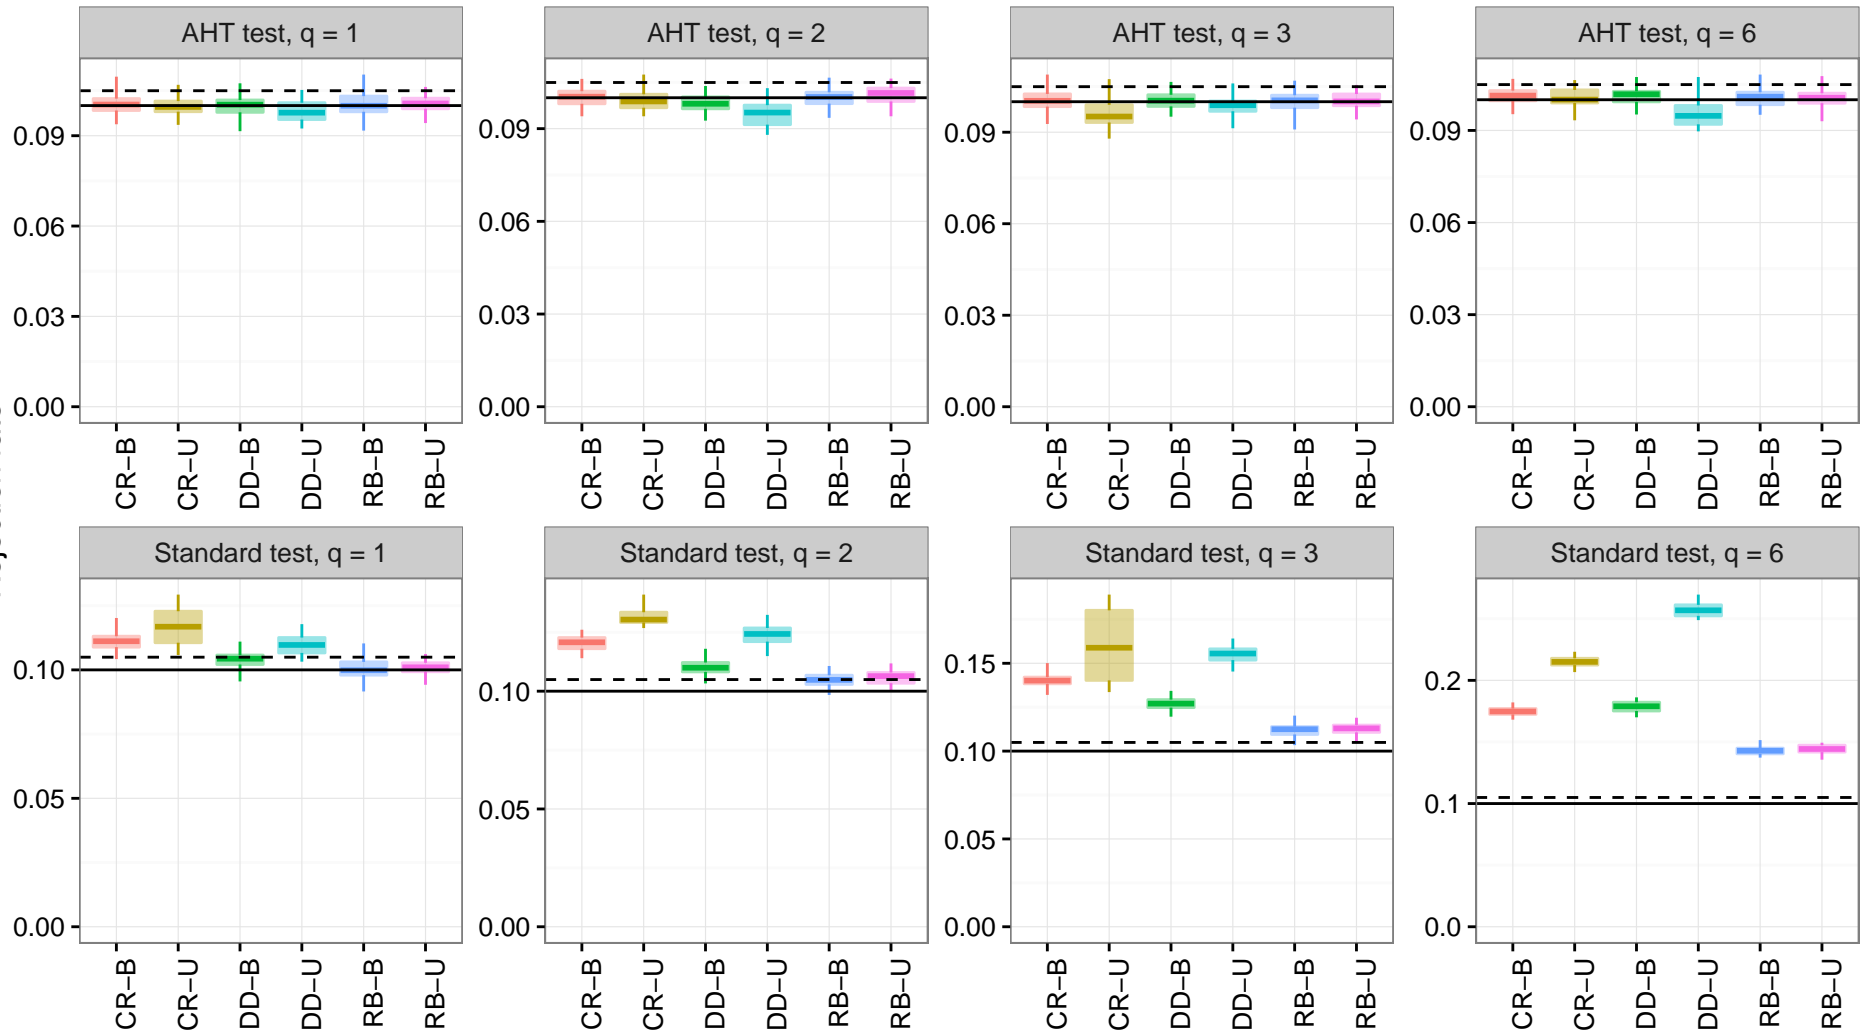 AHT test, q = 1
AHT test, q = 2
AHT test, q = 3
AHT test, q = 6
0.09
0.06
0.03
0.00
0.09
0.06
0.03
0.00
0.09
0.06
0.03
0.00
0.09
0.06
0.03
0.00
CR−B
CR−U
DD−B
DD−U
RB−B
RB−U
CR−B
CR−U
DD−B
DD−U
RB−B
RB−U
CR−B
CR−U
DD−B
DD−U
RB−B
RB−U
CR−B
CR−U
DD−B
DD−U
RB−B
RB−U
Standard test, q = 1
Standard test, q = 2
Standard test, q = 3
Standard test, q = 6
0.10
0.05
0.00
0.10
0.05
0.00
0.15
0.10
0.05
0.00
0.2
0.1
0.0
CR−B
CR−U
DD−B
DD−U
RB−B
RB−U
CR−B
CR−U
DD−B
DD−U
RB−B
RB−U
CR−B
CR−U
DD−B
DD−U
RB−B
RB−U
CR−B
CR−U
DD−B
DD−U
RB−B
RB−U